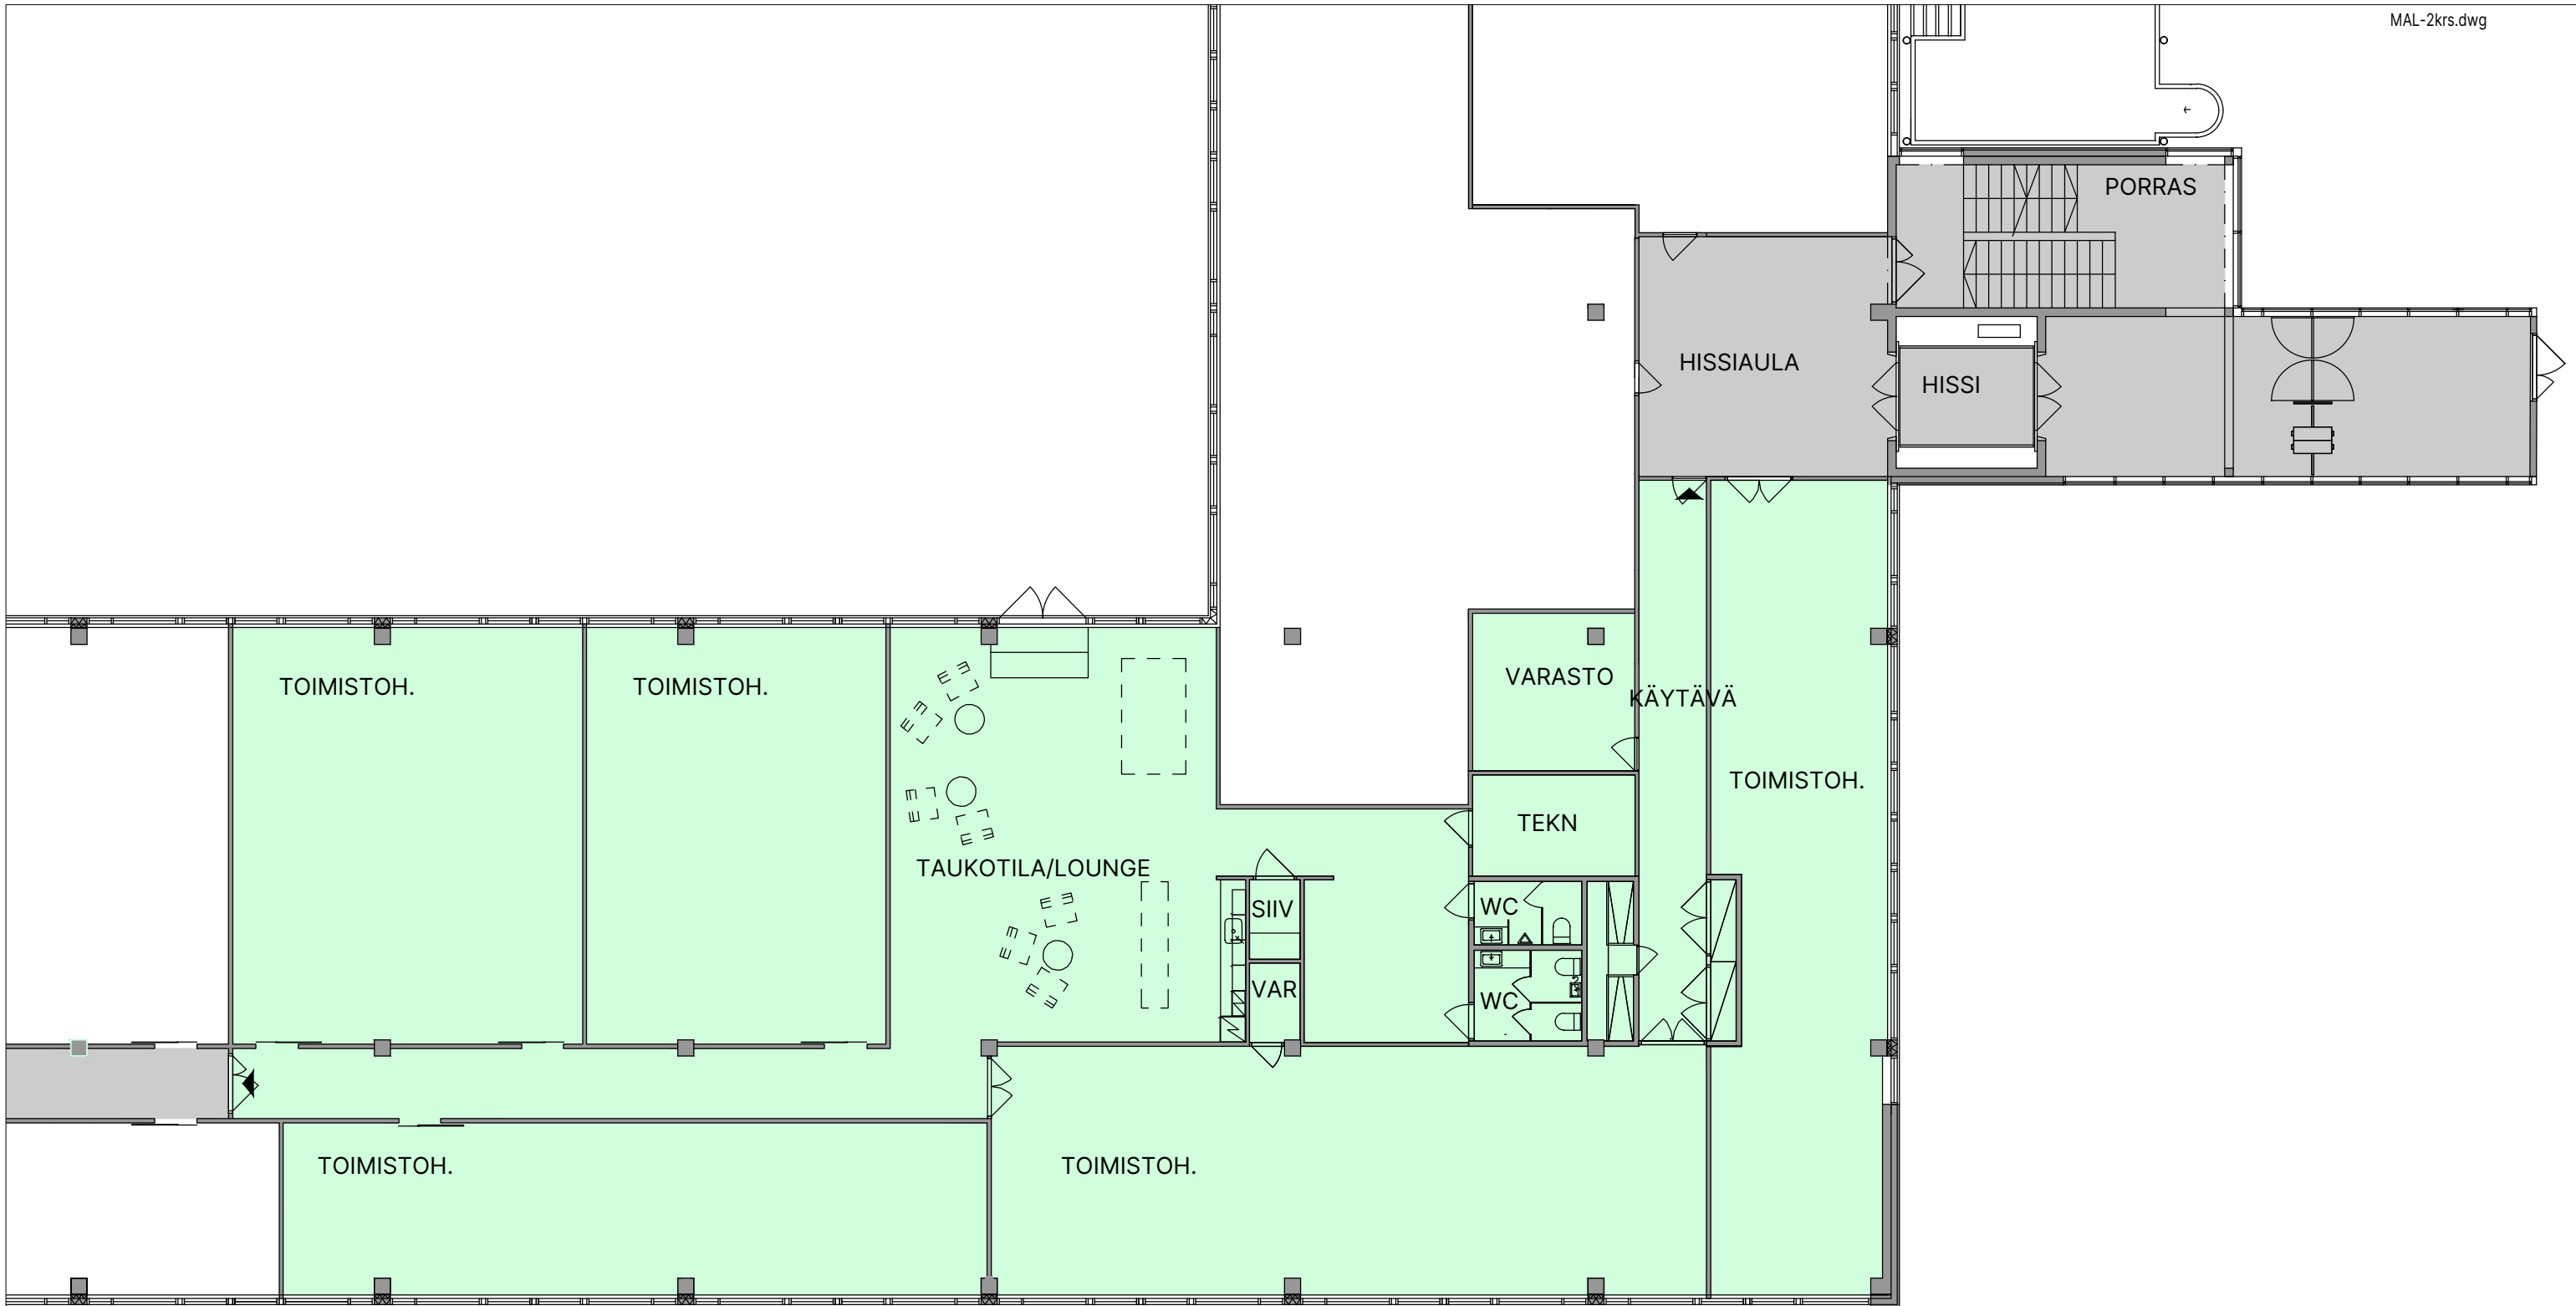 MAL-2krs.dwg
PORRAS
HISSIAULA
HISSI
VARASTO
TOIMISTOH.
TOIMISTOH.
KÄYTÄVÄ
TOIMISTOH.
TEKN
TAUKOTILA/LOUNGE
WC
SIIV
VAR
WC
TOIMISTOH.
TOIMISTOH.